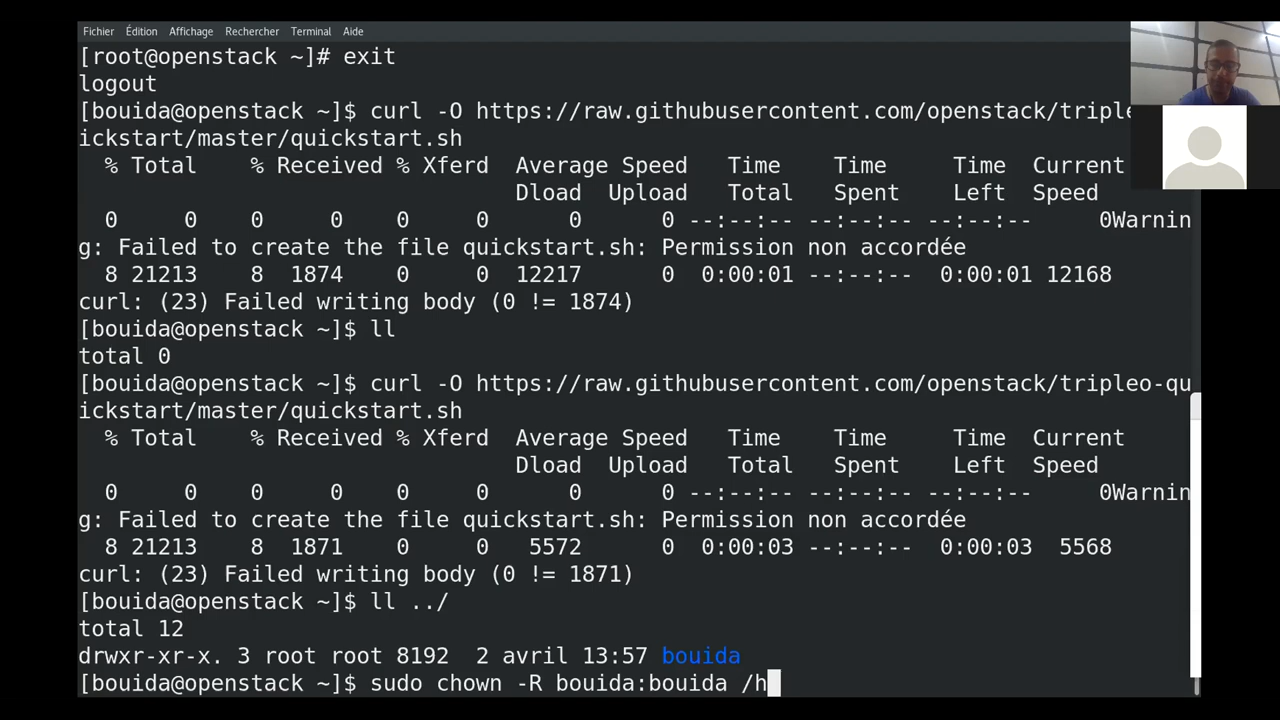 Fichier Édition Affichage Rechercher Terminal Aide
[root@openstack ~]# exit
logout
[bouida@openstack ~]$ curl -O https://raw.githubusercontent.com/openstack/triple
ickstart/master/quickstart.sh
% Total % Received % Xferd Average Speed Time Time Time Current
Dload Upload Total Spent Left Speed
0 0 0 0 0 0 0 0 --:--:-- --:--:-- --:--:-- 0Warnin
g: Failed to create the file quickstart.sh: Permission non accordée
8 21213 8 1874 0 0 12217 0 0:00:01 --:--:-- 0:00:01 12168
curl: (23) Failed writing body (0 != 1874)
[bouida@openstack ~]$ ll
total 0
[bouida@openstack ~]$ curl -O https://raw.githubusercontent.com/openstack/tripleo-qu
ickstart/master/quickstart.sh
% Total % Received % Xferd Average Speed Time Time Time Current
Dload Upload Total Spent Left Speed
0 0 0 0 0 0 0 0 --:--:-- --:--:-- --:--:-- 0Warnin
g: Failed to create the file quickstart.sh: Permission non accordée
8 21213 8 1871 0 0 5572 0 0:00:03 --:--:-- 0:00:03 5568
curl: (23) Failed writing body (0 != 1871)
[bouida@openstack ~]$ ll ../
total 12
drwxr-xr-x. 3 root root 8192 2 avril 13:57 bouida
[bouida@openstack ~]$ sudo chown -R bouida:bouida /h